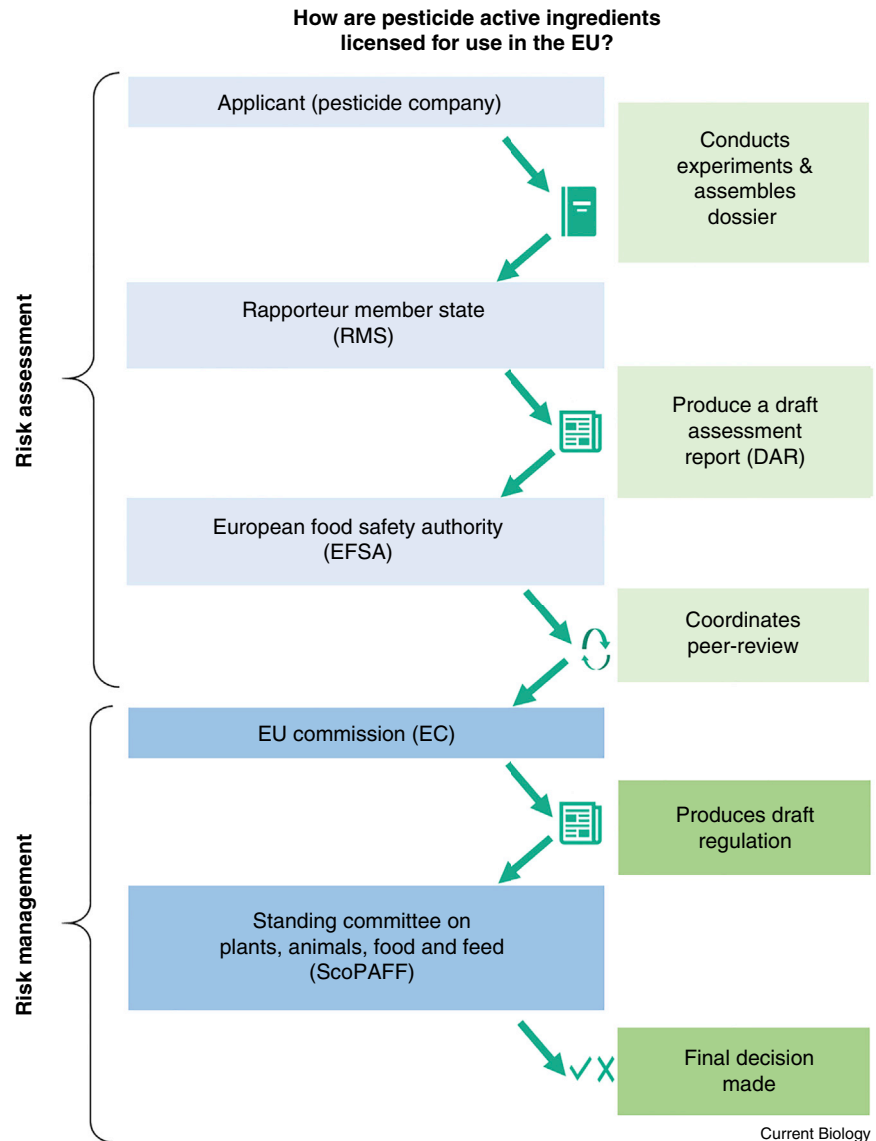 How are pesticide active ingredients
licensed for use in the EU?
Risk assessment
Applicant (pesticide company)
Conducts
experiments &
assembles
dossier
Rapporteur member state
(RMS)
Produce a draft
assessment
report (DAR)
European food safety authority
(EFSA)
Coordinates
peer-review
Risk management
EU commission (EC)
Produces draft
regulation
Standing committee on
plants, animals, food and feed
(ScoPAFF)
Final decision
made
Current Biology